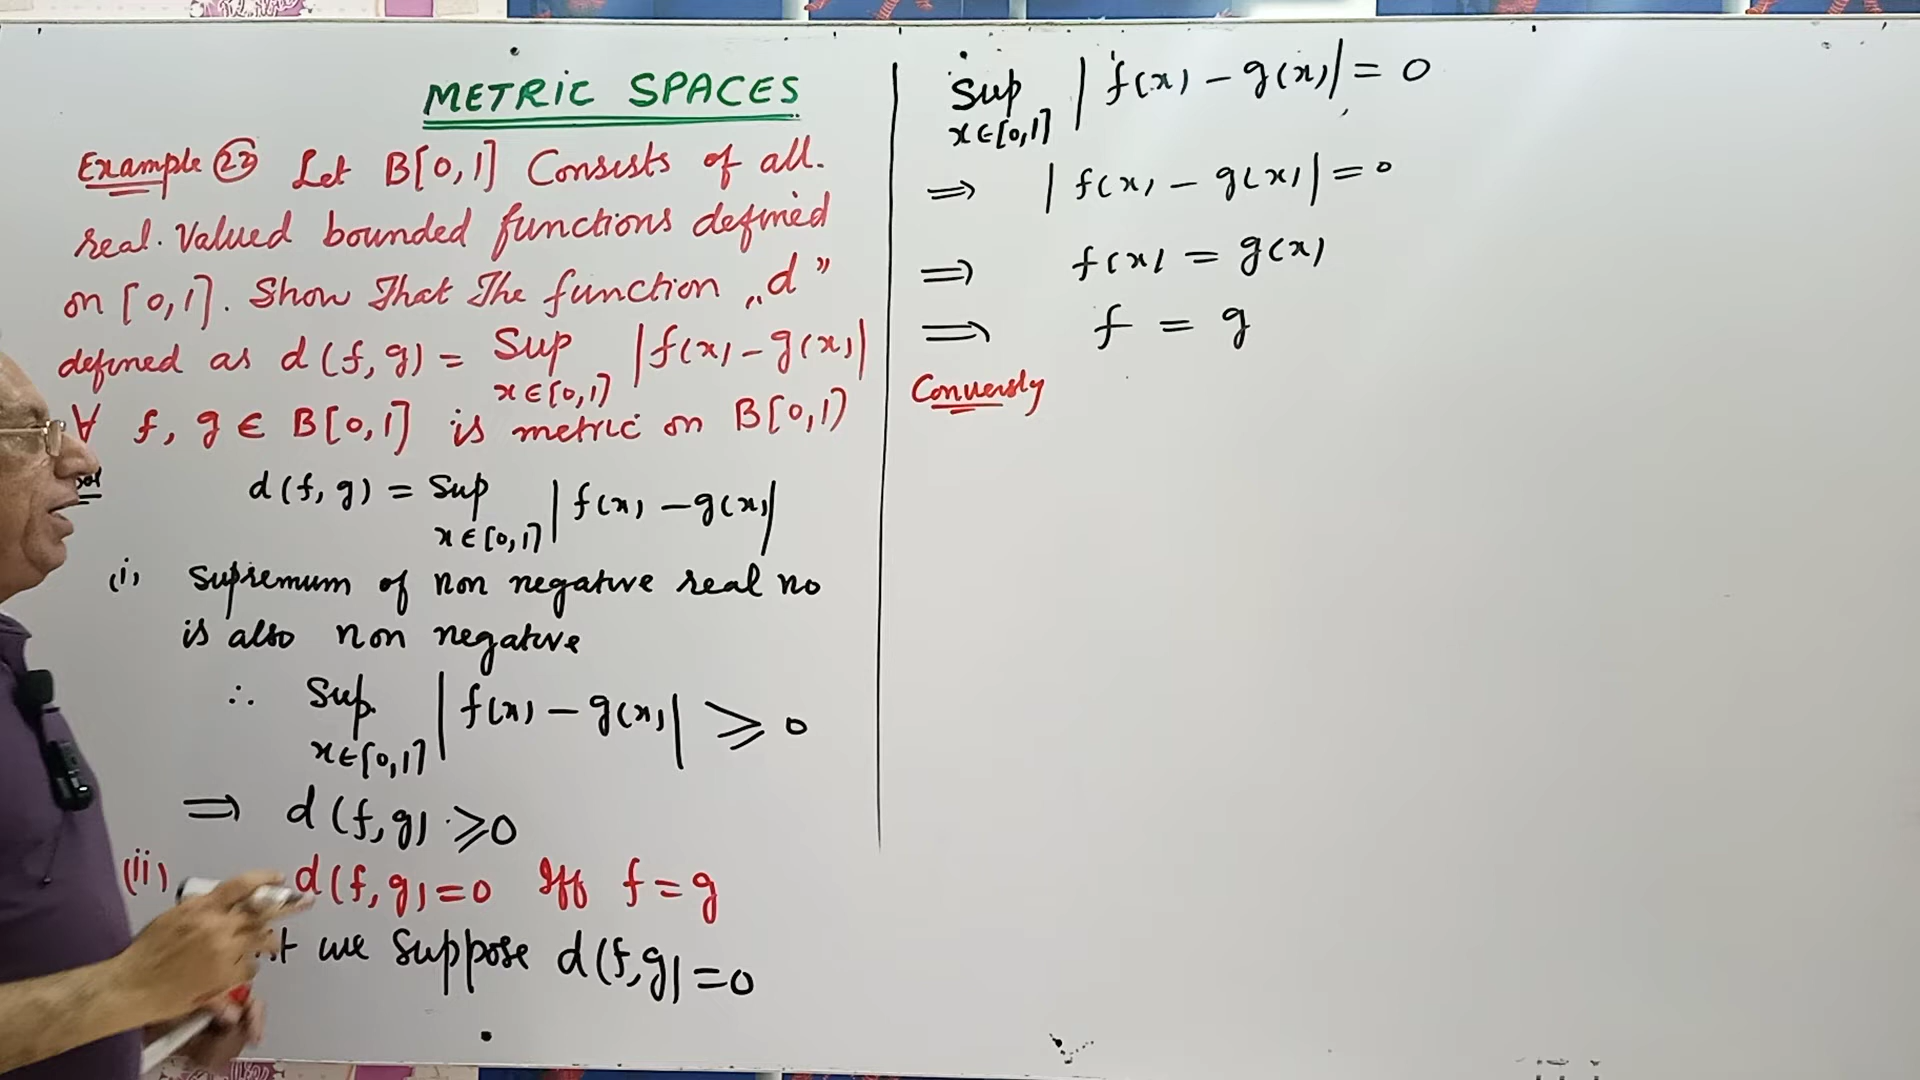 METRIC SPACES
Example 23 Let B[0,1] Consists of all.
real. Valued bounded functions defined
on [0,1]. Show That The function „d”
defined as d(f,g) = Sup |f(x) - g(x)|
x∈[0,1]
∀ f, g ∈ B[0,1] is metric on B[0,1)
d(f,g) = Sup |f(x) - g(x)|
x∈[0,1]
(i) Supremum of non negative real no
is also non negative
∴ Sup. |f(x) - g(x)| ⩾ 0
x∈[0,1]
⇒ d(f,g) ⩾ 0
(ii) d(f,g) = 0 Iff f = g
we Suppose d(f,g) = 0
Sup |f(x) - g(x)| = 0
x∈[0,1]
⇒ |f(x) - g(x)| = 0
⇒ f(x) = g(x)
⇒ f = g
Conversly